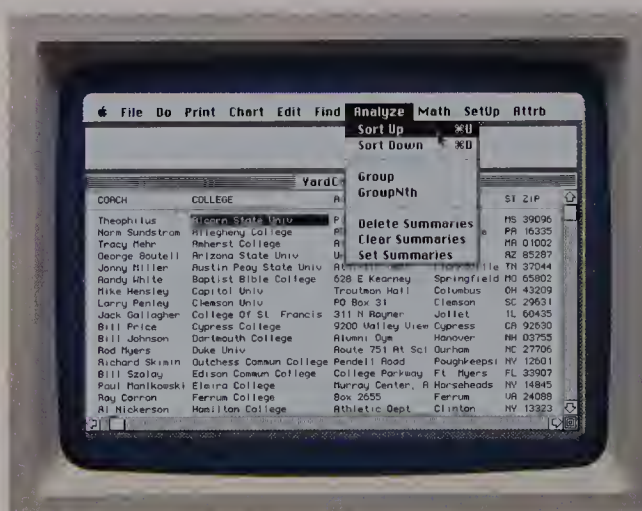 File Do Print Chart Edit Find Analyze Math SetUp Attrb
Sort Up ⌘U
Sort Down ⌘D
Group
GroupNth
Delete Summaries
Clear Summaries
Set Summaries
COACH COLLEGE ST ZIP
Theophilus Alcorn State Univ MS 39096
Norm Sundstrom Allegheny College PA 16335
Tracy Mehr Amherst College MA 01002
George Boutell Arizona State Univ AZ 85287
Jonny Miller Austin Peay State Univ TN 37044
Randy White Baptist Bible College 628 E Kearney Springfield MO 65802
Mike Hensley Capitol Univ Troutman Hall Columbus OH 43209
Larry Penley Clemson Univ PO Box 31 Clemson SC 29631
Jack Gallagher College Of St. Francis 311 N Rayner Joliet IL 60435
Bill Price Cypress College 9200 Valley View Cypress CA 92630
Bill Johnson Dartmouth College Alumni Gym Hanover NH 03755
Rod Myers Duke Univ Route 751 At Sci Durham NC 27706
Richard Skimin Dutchess Commun College Pendell Road Poughkeepsi NY 12601
Bill Szalay Edison Commun College College Parkway Ft Myers FL 33907
Paul Manikowski Elmira College Murray Center, A Horseheads NY 14845
Ray Carron Ferrum College Box 2655 Ferrum VA 24088
Al Nickerson Hamilton College Athletic Dept Clinton NY 13323